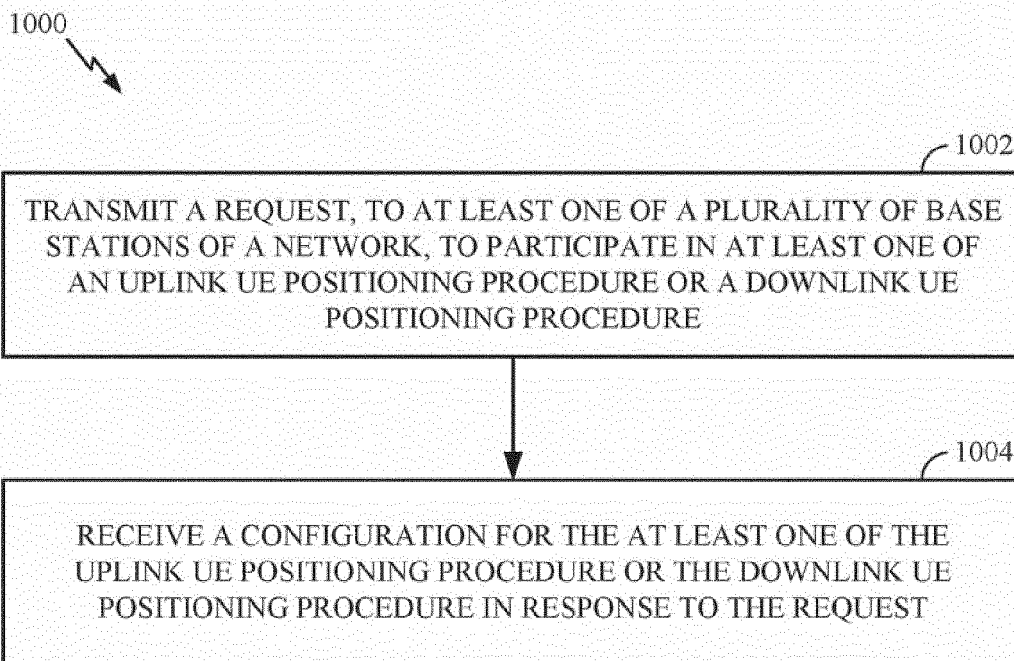 1000
1002
TRANSMIT A REQUEST, TO AT LEAST ONE OF A PLURALITY OF BASE
STATIONS OF A NETWORK, TO PARTICIPATE IN AT LEAST ONE OF
AN UPLINK UE POSITIONING PROCEDURE OR A DOWNLINK UE
POSITIONING PROCEDURE
1004
RECEIVE A CONFIGURATION FOR THE AT LEAST ONE OF THE
UPLINK UE POSITIONING PROCEDURE OR THE DOWNLINK UE
POSITIONING PROCEDURE IN RESPONSE TO THE REQUEST